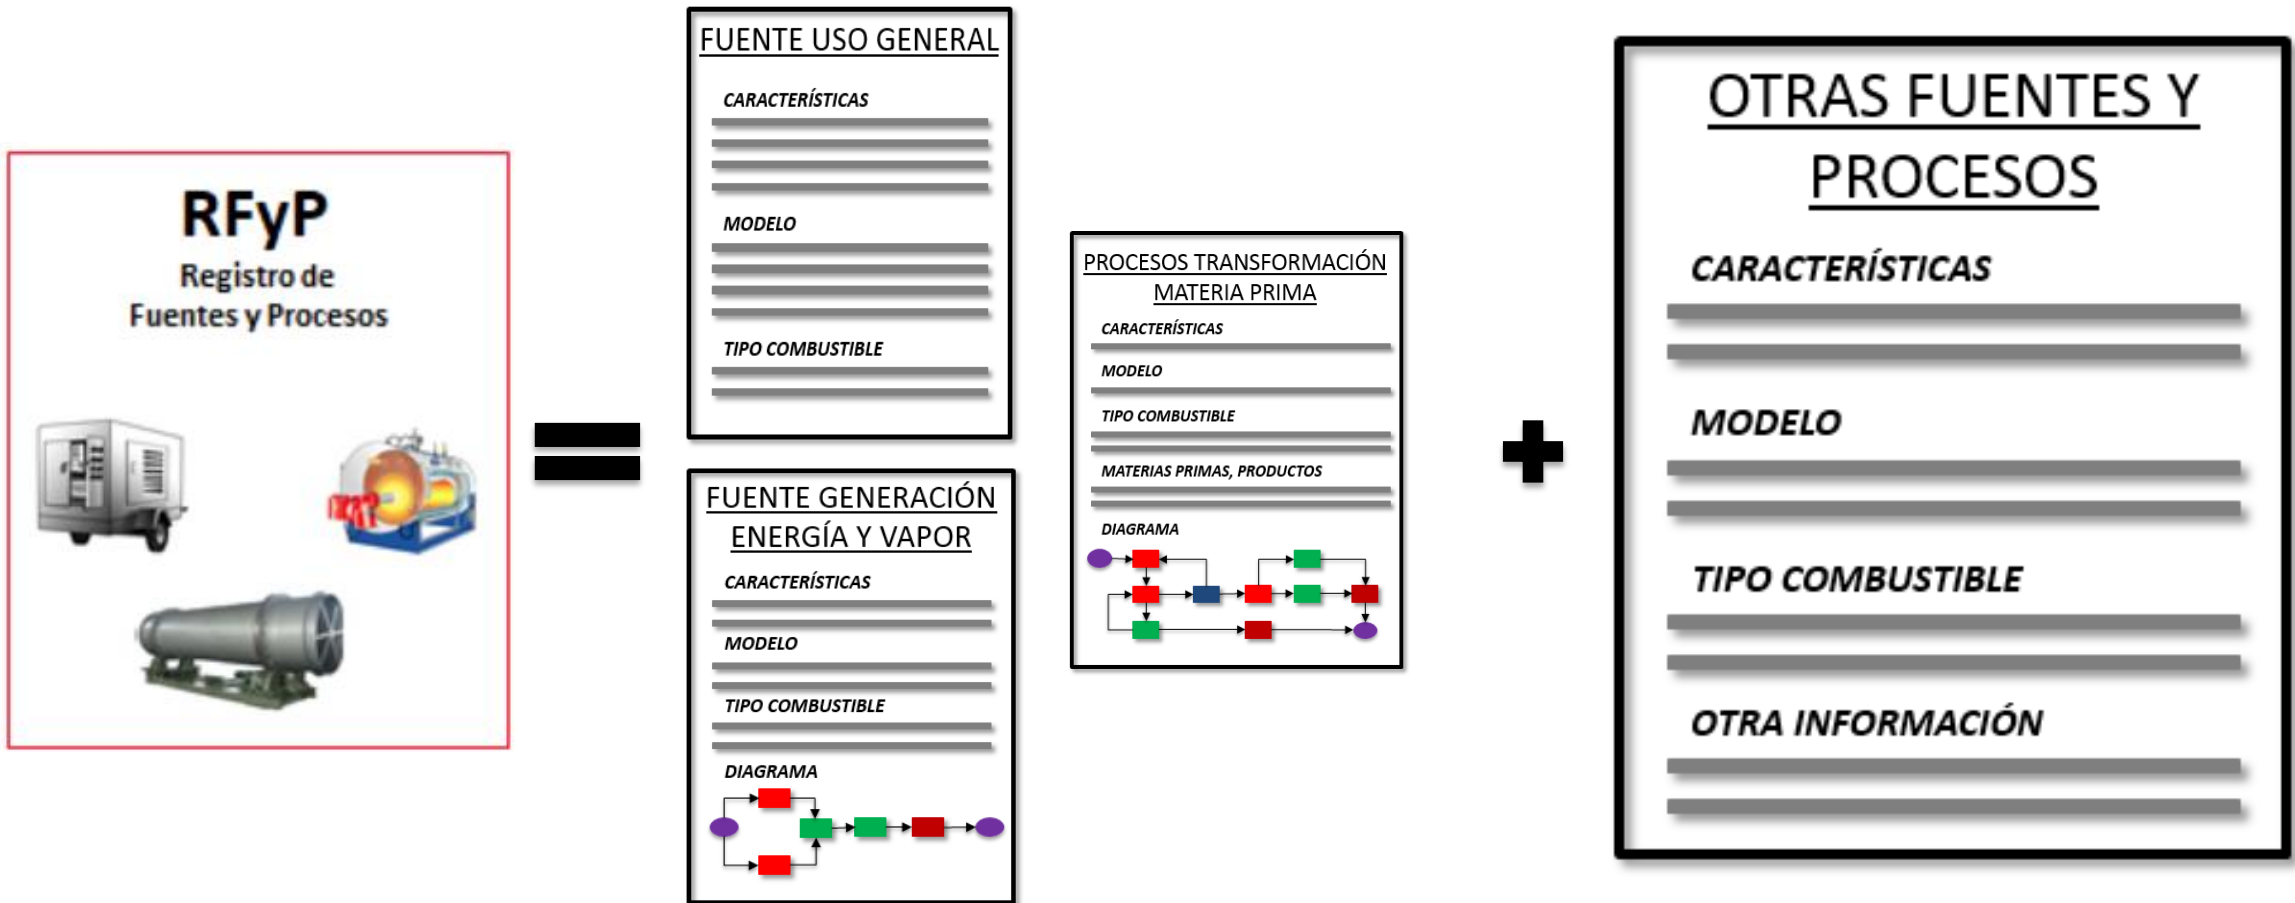 RFyP
Registro de
Fuentes y Procesos
FUENTE USO GENERAL
CARACTERÍSTICAS
MODELO
TIPO COMBUSTIBLE
FUENTE GENERACIÓN
ENERGÍA Y VAPOR
CARACTERÍSTICAS
MODELO
TIPO COMBUSTIBLE
DIAGRAMA
PROCESOS TRANSFORMACIÓN
MATERIA PRIMA
CARACTERÍSTICAS
MODELO
TIPO COMBUSTIBLE
MATERIAS PRIMAS, PRODUCTOS
DIAGRAMA
OTRAS FUENTES Y
PROCESOS
CARACTERÍSTICAS
MODELO
TIPO COMBUSTIBLE
OTRA INFORMACIÓN